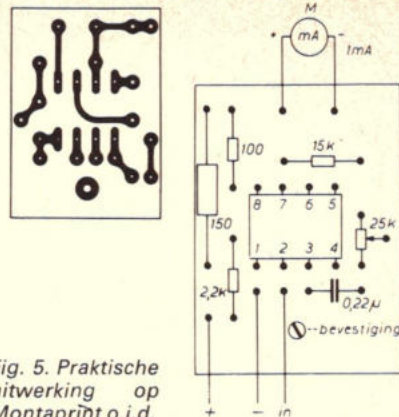 M
+ mA -
1mA
100
15k
150
8 7 6 5
25k
1 2 3 4
2,2k
0,22µ
--bevestiging
+ - in
Fig. 5. Praktische
uitwerking op
Montaprint o.i.d.